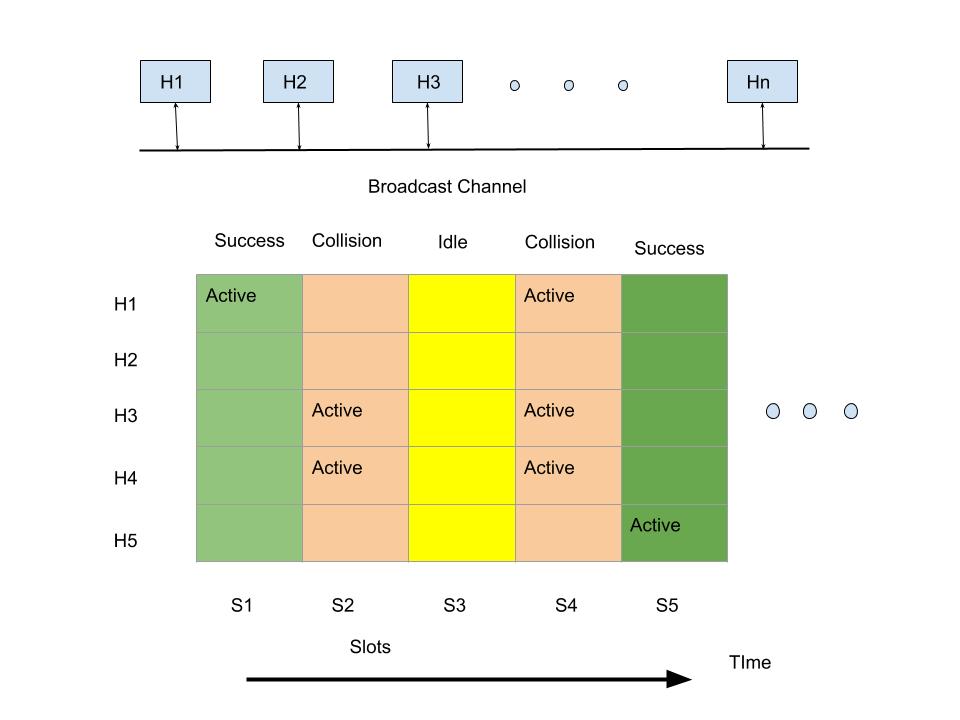 H1 H2 H3 Hn
Broadcast Channel
Success Collision Idle Collision Success
H1 Active Active
H2
H3 Active Active
H4 Active Active
H5 Active
S1 S2 S3 S4 S5
Slots
TIme